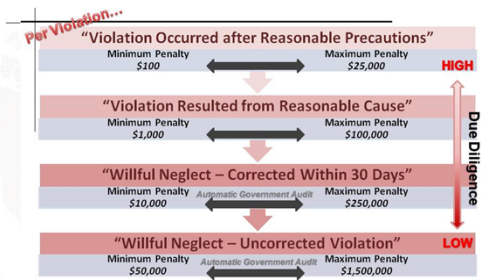 Per Violation...
“Violation Occurred after Reasonable Precautions”
Minimum Penalty Maximum Penalty
$100 $25,000 HIGH
“Violation Resulted from Reasonable Cause”
Minimum Penalty Maximum Penalty
$1,000 $100,000
Due Diligence
“Willful Neglect – Corrected Within 30 Days”
Minimum Penalty Automatic Government Audit Maximum Penalty
$10,000 $250,000
“Willful Neglect – Uncorrected Violation” LOW
Minimum Penalty Automatic Government Audit Maximum Penalty
$50,000 $1,500,000